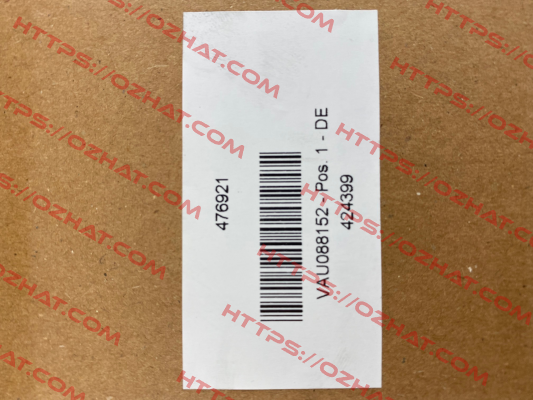 476921
VAU088152 - Pos. 1 - DE
424399
HTTPS://OZHAT.COM